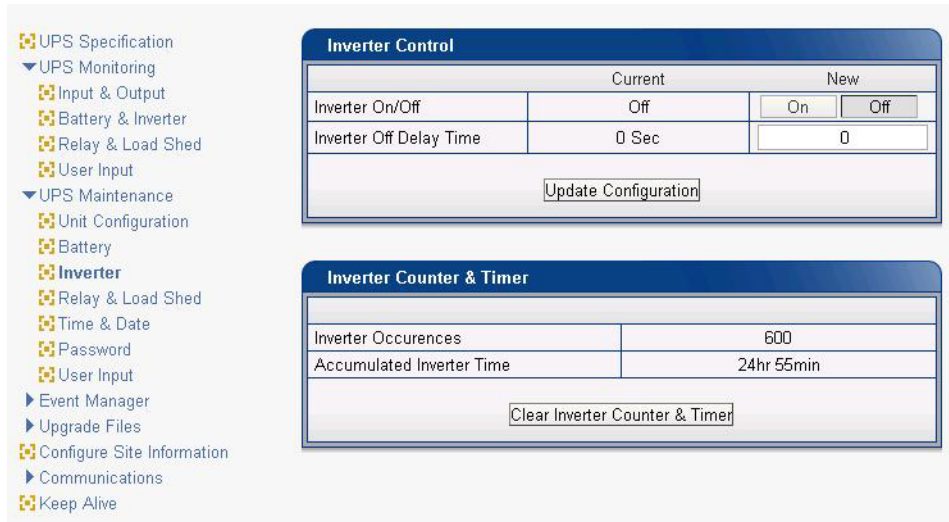 UPS Specification
UPS Monitoring
Input & Output
Battery & Inverter
Relay & Load Shed
User Input
UPS Maintenance
Unit Configuration
Battery
Inverter
Relay & Load Shed
Time & Date
Password
User Input
Event Manager
Upgrade Files
Configure Site Information
Communications
Keep Alive
Inverter Control
Current New
Inverter On/Off Off On Off
Inverter Off Delay Time 0 Sec 0
Update Configuration
Inverter Counter & Timer
Inverter Occurences 600
Accumulated Inverter Time 24hr 55min
Clear Inverter Counter & Timer